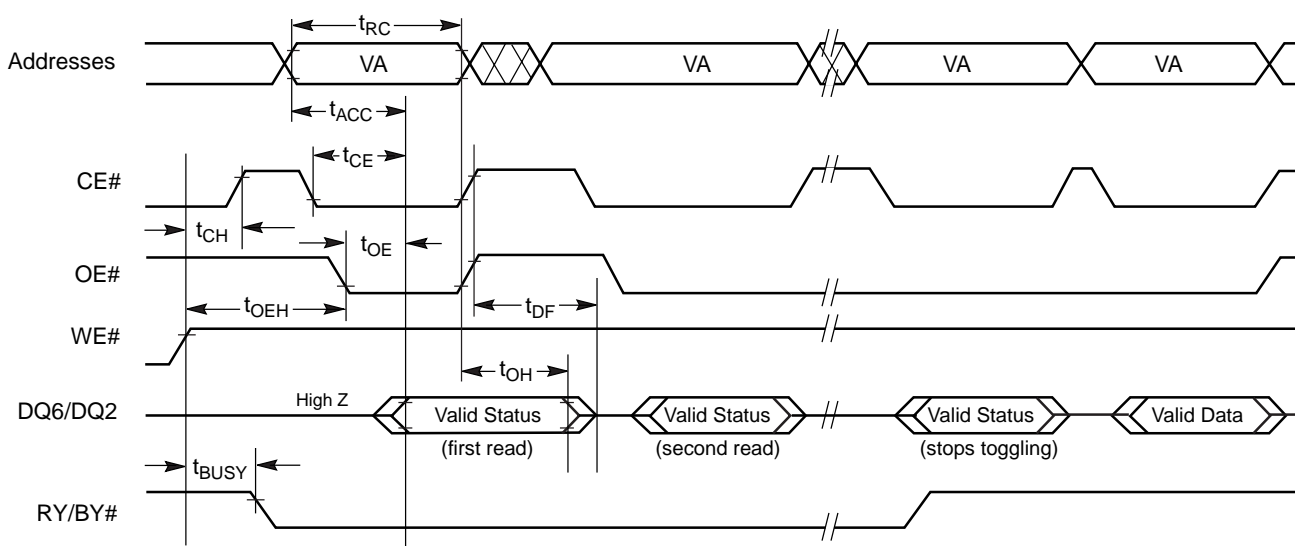 tRC
Addresses VA VA VA VA
tACC
tCE
CE#
tCH tOE
OE#
tOEH tDF
WE#
tOH
DQ6/DQ2 High Z Valid Status Valid Status Valid Status Valid Data
(first read) (second read) (stops toggling)
tBUSY
RY/BY#